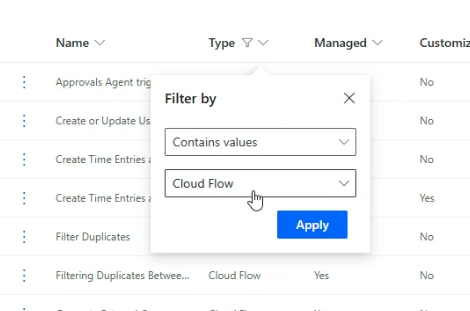 Name Type Managed Customiz
Approvals Agent trig No
Filter by
Create or Update Us No
Contains values
Create Time Entries a No
Cloud Flow
Create Time Entries a Yes
Apply
Filter Duplicates No
Filtering Duplicates Betwee... Cloud Flow Yes No